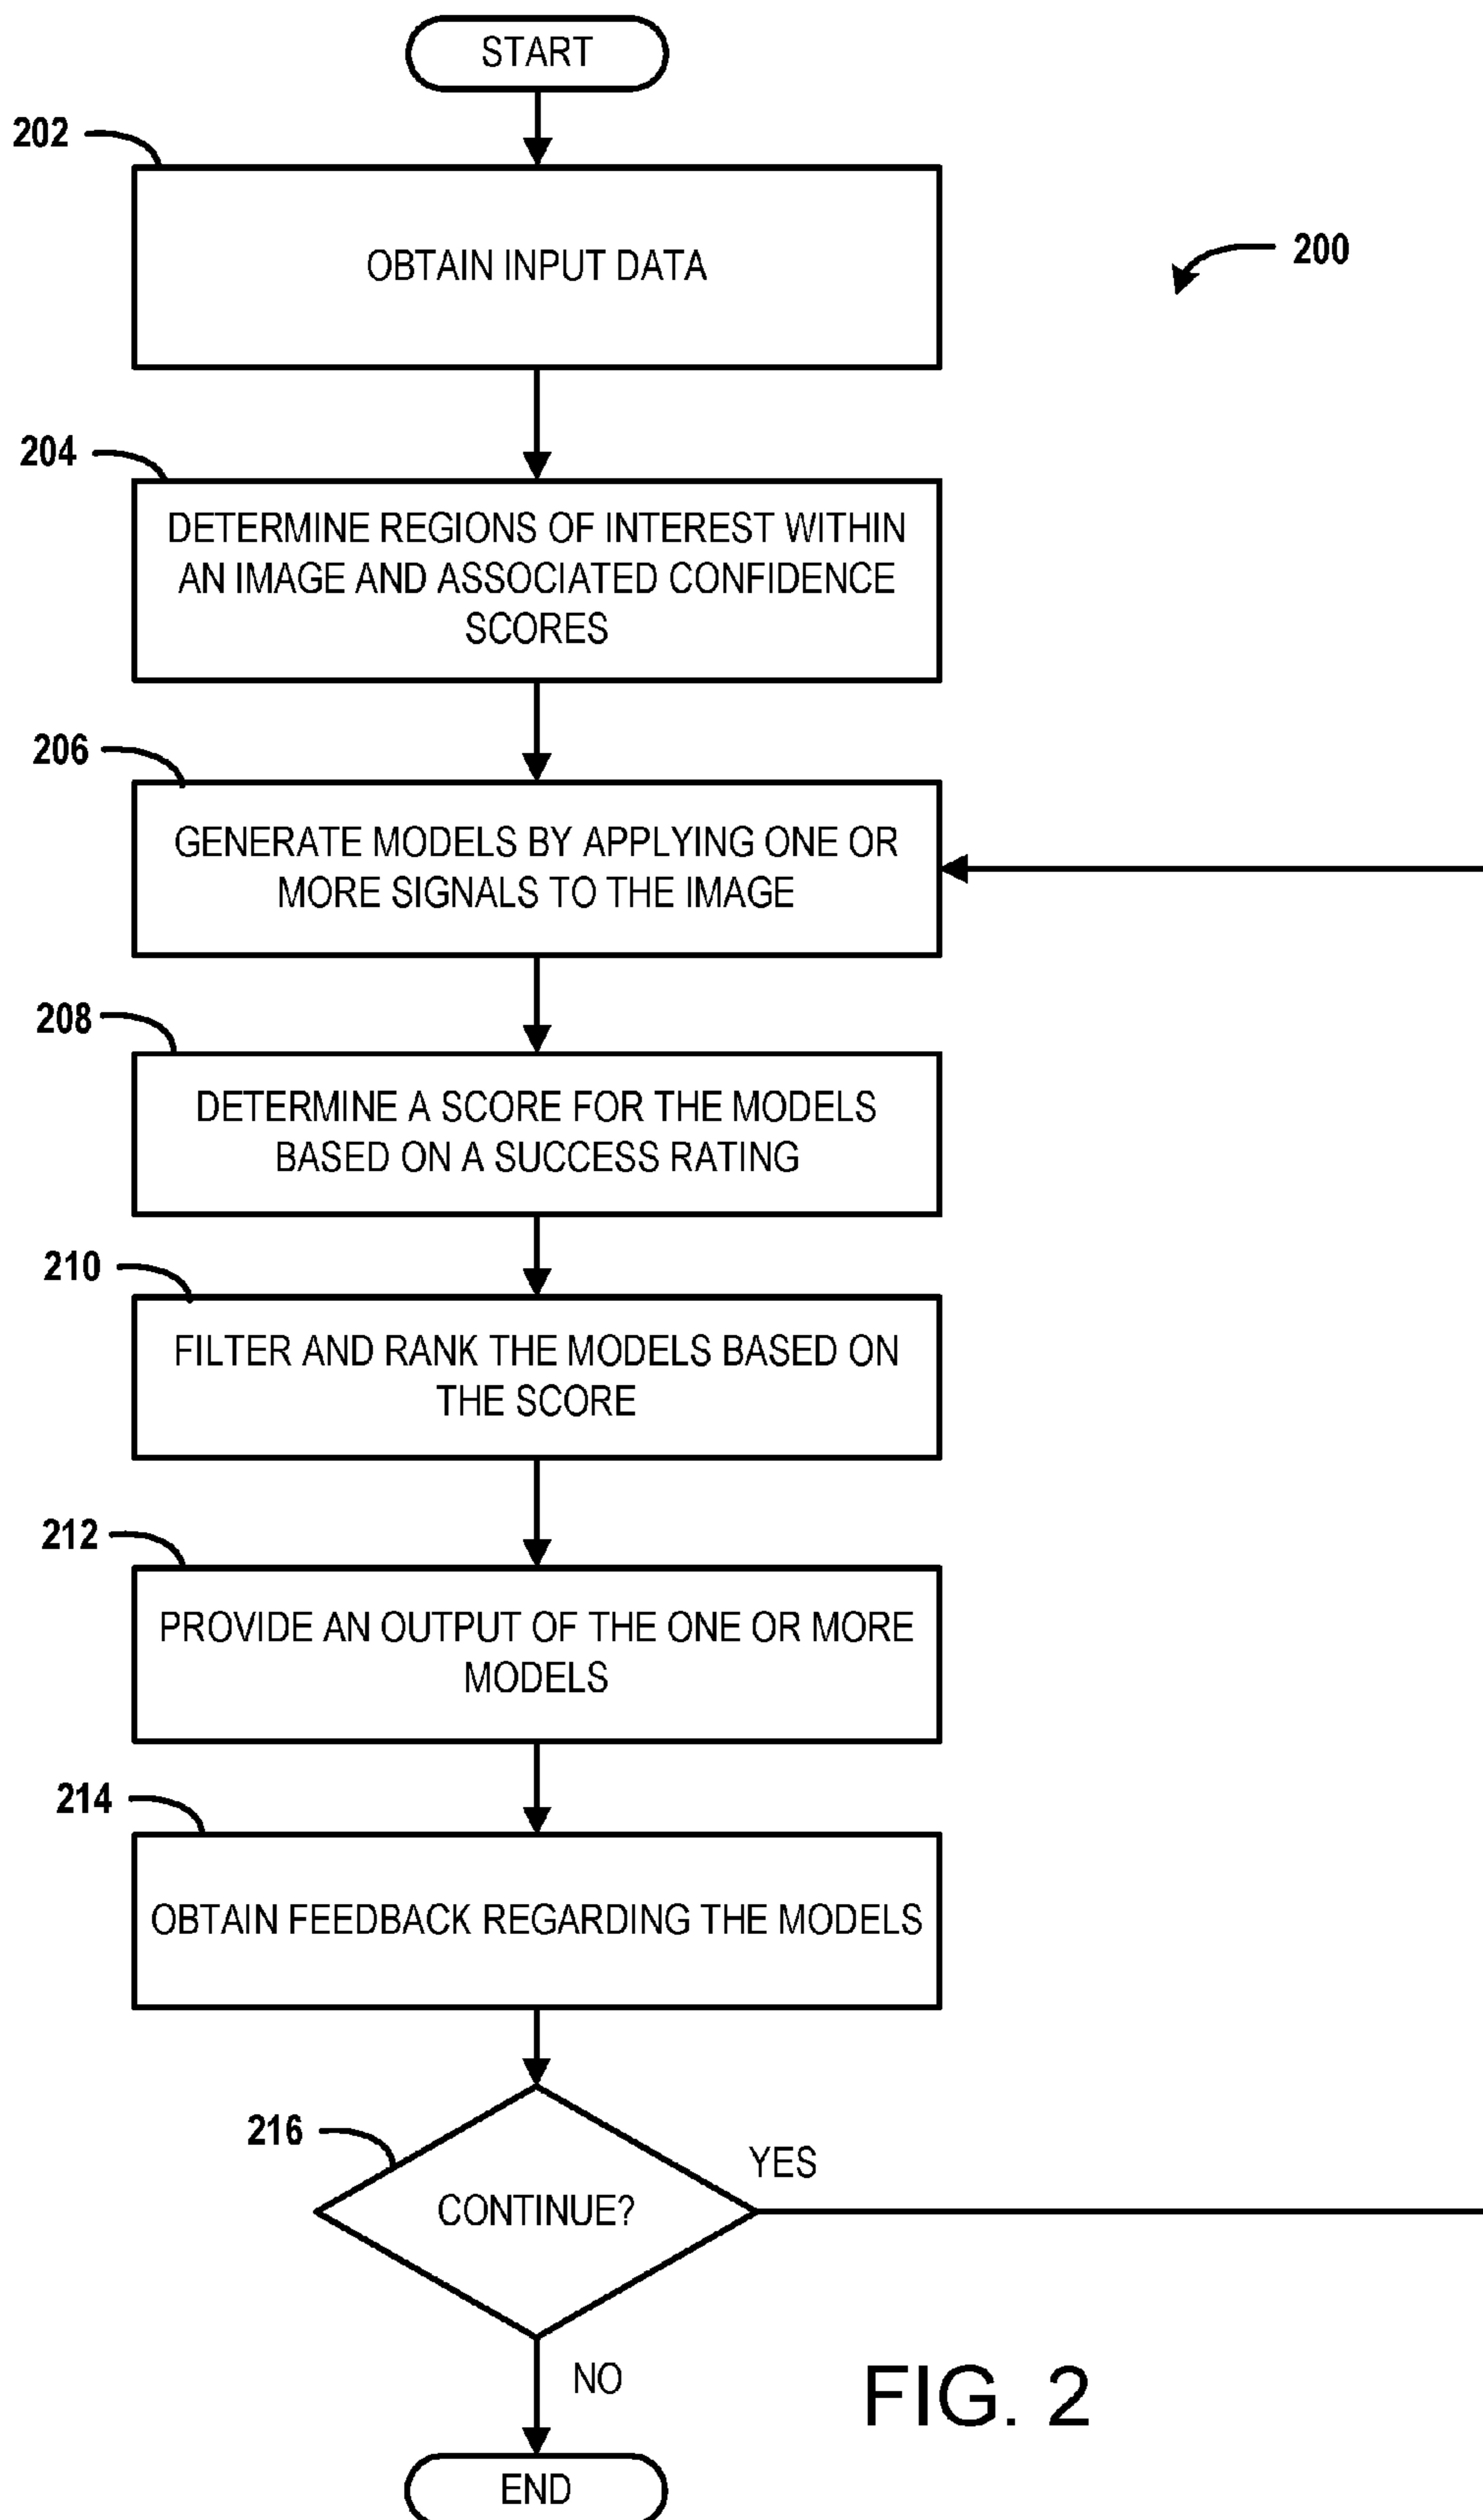 START
202
OBTAIN INPUT DATA
200
204
DETERMINE REGIONS OF INTEREST WITHIN
AN IMAGE AND ASSOCIATED CONFIDENCE
SCORES
206
GENERATE MODELS BY APPLYING ONE OR
MORE SIGNALS TO THE IMAGE
208
DETERMINE A SCORE FOR THE MODELS
BASED ON A SUCCESS RATING
210
FILTER AND RANK THE MODELS BASED ON
THE SCORE
212
PROVIDE AN OUTPUT OF THE ONE OR MORE
MODELS
214
OBTAIN FEEDBACK REGARDING THE MODELS
216
YES
CONTINUE?
NO
FIG. 2
END